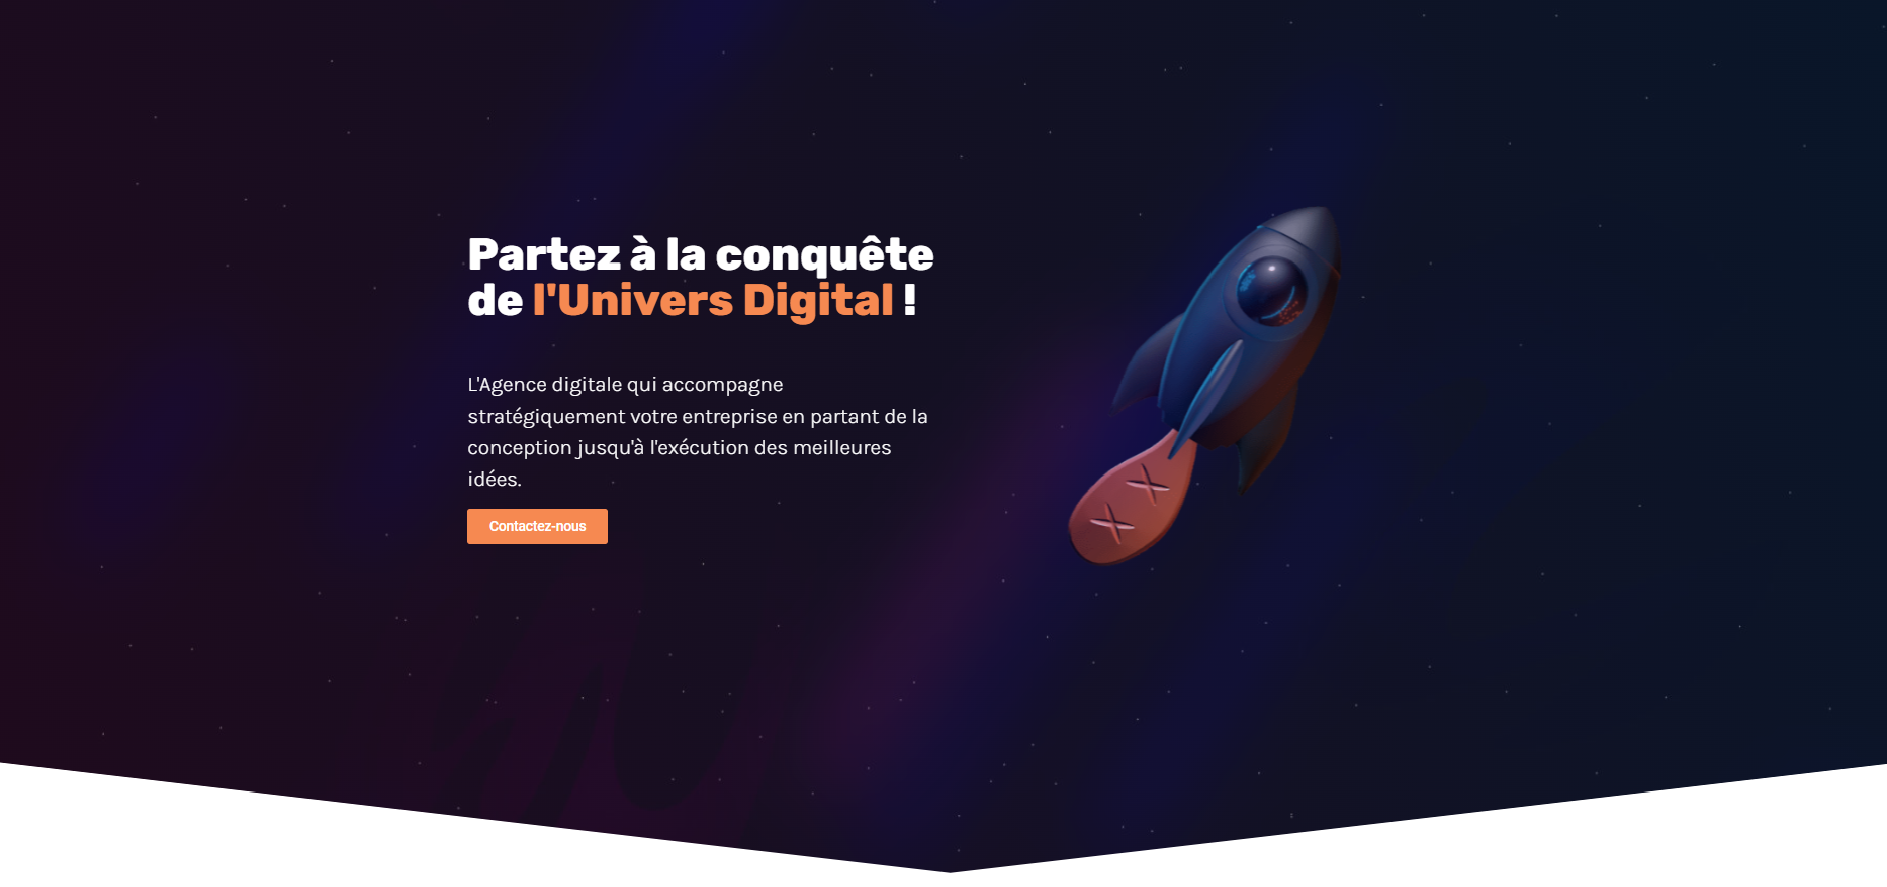 Partez à la conquête
de l'Univers Digital !
L'Agence digitale qui accompagne
stratégiquement votre entreprise en partant de la
conception jusqu'à l'exécution des meilleures
idées.
Contactez-nous